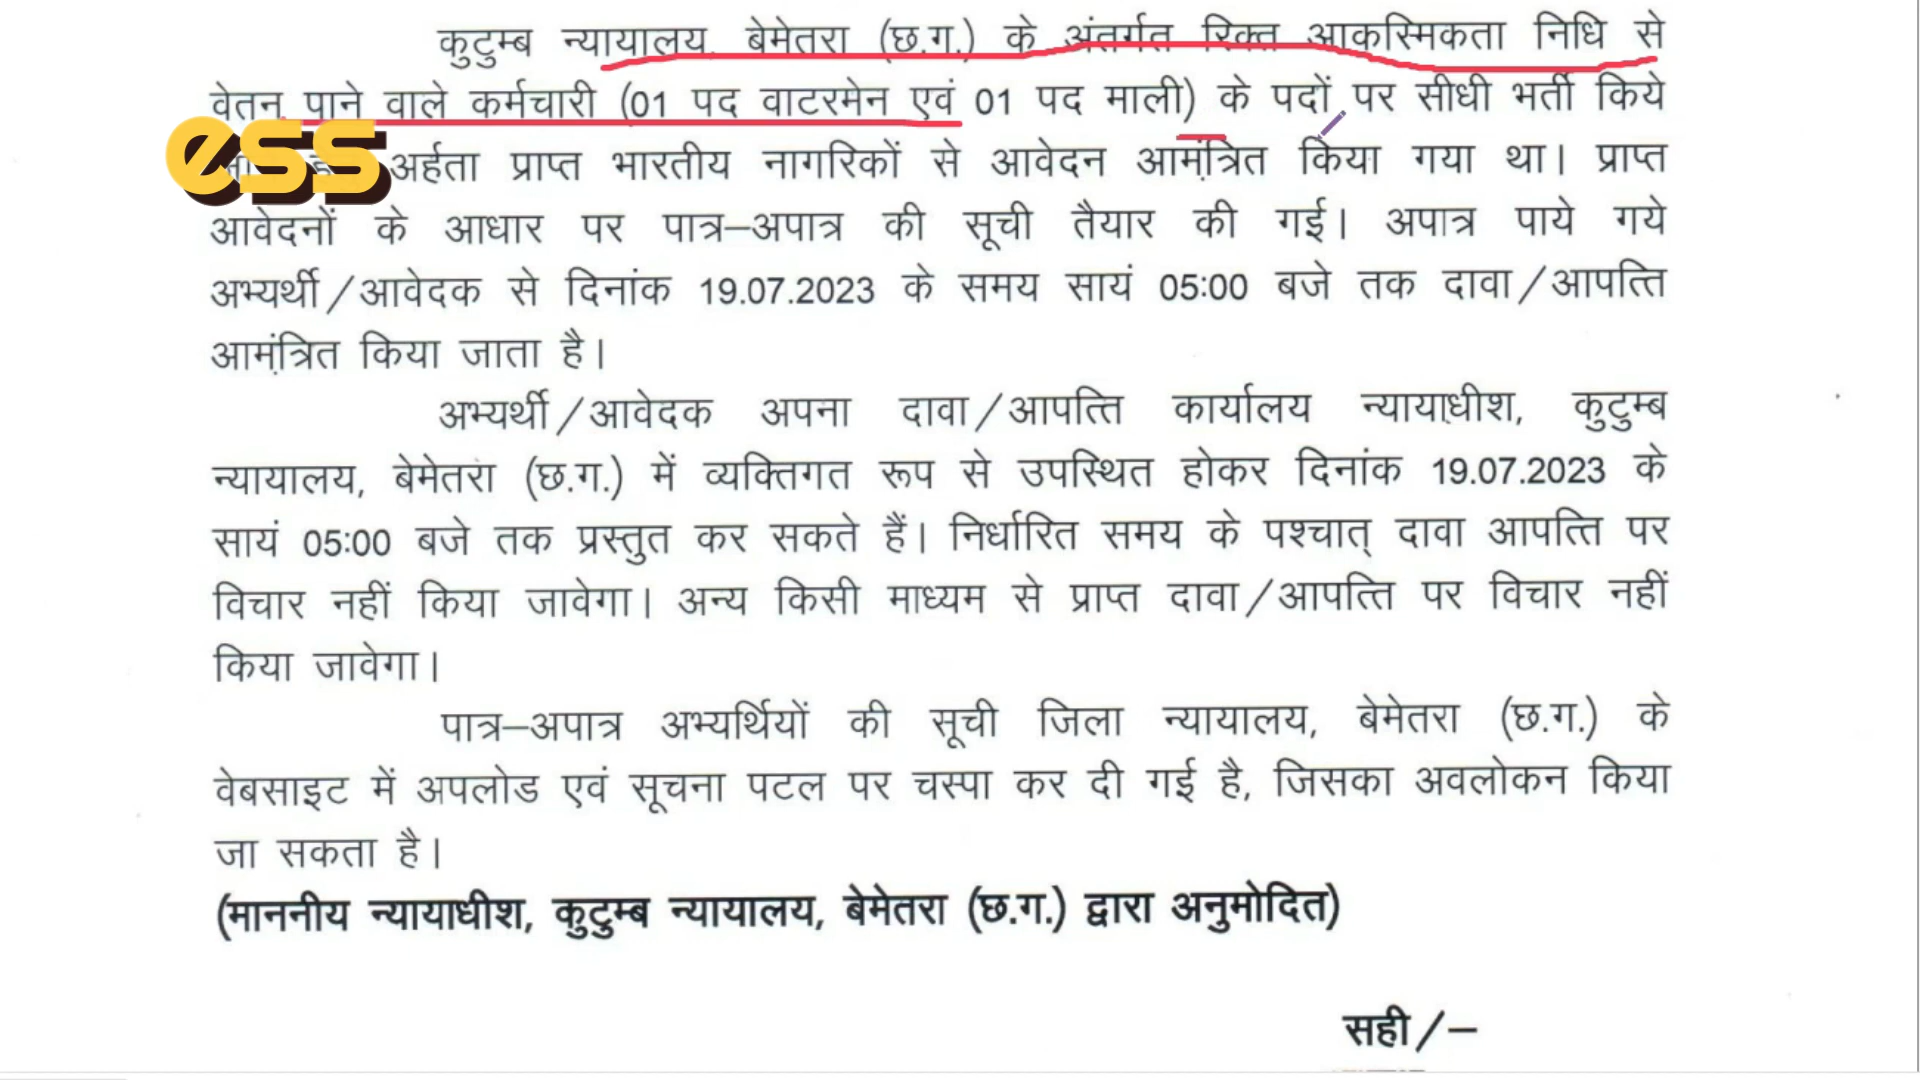 कुटुम्ब न्यायालय, बेमेतरा (छ.ग.) के अंतर्गत रिक्त आकस्मिकता निधि से
वेतन पाने वाले कर्मचारी (01 पद वाटरमेन एवं 01 पद माली) के पदों पर सीधी भर्ती किये
ess अर्हता प्राप्त भारतीय नागरिकों से आवेदन आमंत्रित किया गया था। प्राप्त
आवेदनों के आधार पर पात्र–अपात्र की सूची तैयार की गई। अपात्र पाये गये
अभ्यर्थी/आवेदक से दिनांक 19.07.2023 के समय सायं 05:00 बजे तक दावा/आपत्ति
आमंत्रित किया जाता है।
अभ्यर्थी/आवेदक अपना दावा/आपत्ति कार्यालय न्यायाधीश, कुटुम्ब
न्यायालय, बेमेतरा (छ.ग.) में व्यक्तिगत रूप से उपस्थित होकर दिनांक 19.07.2023 के
सायं 05:00 बजे तक प्रस्तुत कर सकते हैं। निर्धारित समय के पश्चात् दावा आपत्ति पर
विचार नहीं किया जावेगा। अन्य किसी माध्यम से प्राप्त दावा/आपत्ति पर विचार नहीं
किया जावेगा।
पात्र–अपात्र अभ्यर्थियों की सूची जिला न्यायालय, बेमेतरा (छ.ग.) के
वेबसाइट में अपलोड एवं सूचना पटल पर चस्पा कर दी गई है, जिसका अवलोकन किया
जा सकता है।
(माननीय न्यायाधीश, कुटुम्ब न्यायालय, बेमेतरा (छ.ग.) द्वारा अनुमोदित)
सही/–